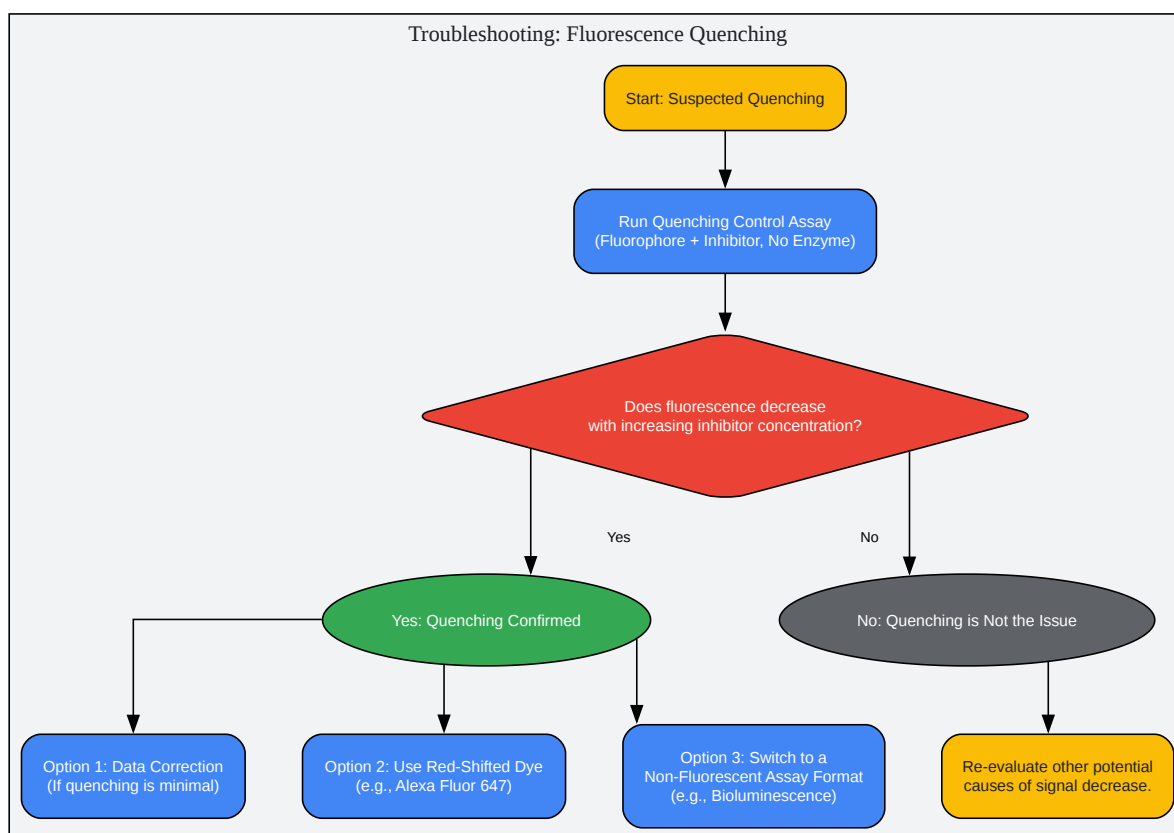 Troubleshooting: Fluorescence Quenching
Start: Suspected Quenching
Run Quenching Control Assay
(Fluorophore + Inhibitor, No Enzyme)
Does fluorescence decrease
with increasing inhibitor concentration?
Yes
No
Yes: Quenching Confirmed
No: Quenching is Not the Issue
Option 1: Data Correction
(If quenching is minimal)
Option 2: Use Red-Shifted Dye
(e.g., Alexa Fluor 647)
Option 3: Switch to a
Non-Fluorescent Assay Format
(e.g., Bioluminescence)
Re-evaluate other potential
causes of signal decrease.